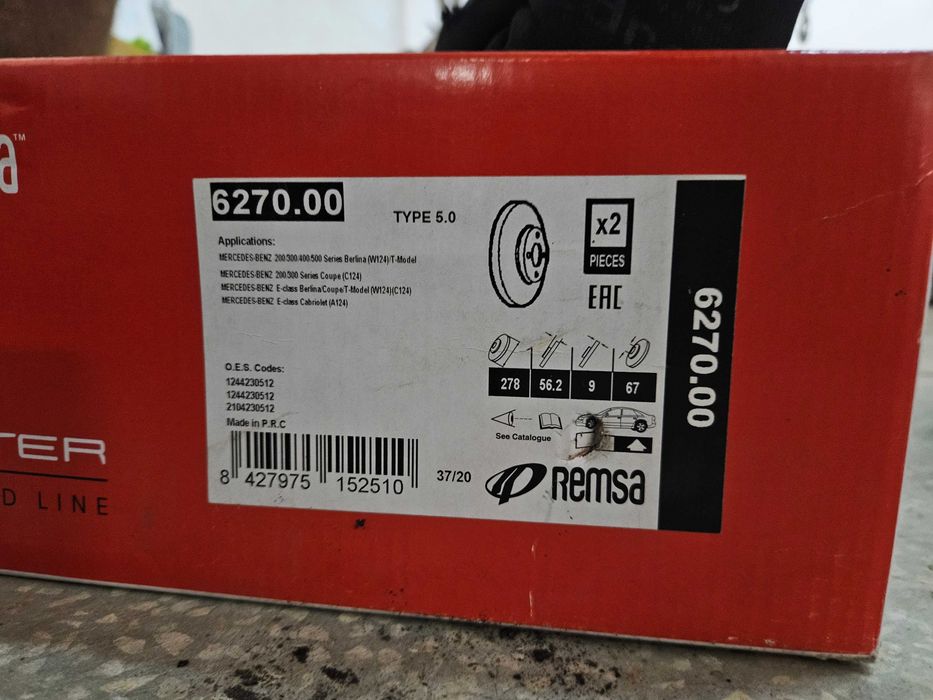 a™
6270.00
TYPE 5.0
x2
PIECES
EAC
Applications:
MERCEDES-BENZ 200/300/400/500 Series Berlina (W124)/T-Model
MERCEDES-BENZ 200/300 Series Coupe (C124)
MERCEDES-BENZ E-class Berlina/Coupe/T-Model (W124)(C124)
MERCEDES-BENZ E-class Cabriolet (A124)
278 56.2 9 67
O.E.S. Codes:
1244230512
1244230512
2104230512
Made in P.R.C
See Catalogue
8 427975 152510
37/20
Remsa
6270.00
TER
D LINE